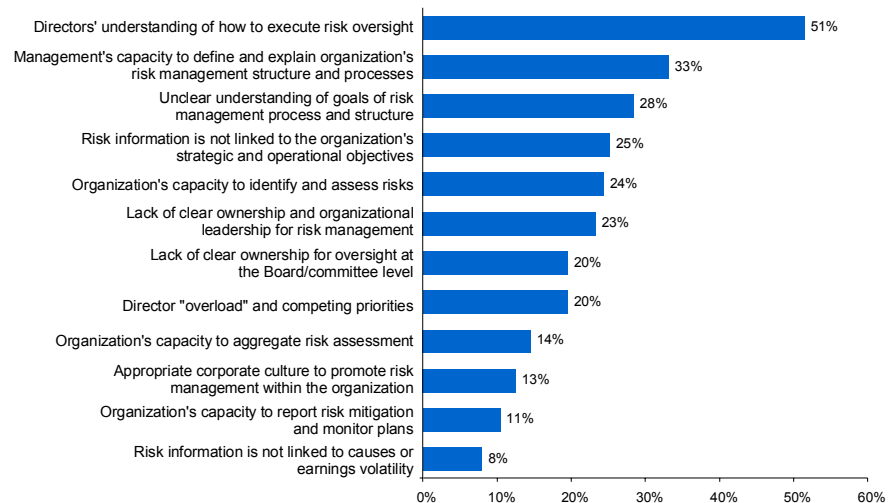 Directors' understanding of how to execute risk oversight
51%
Management's capacity to define and explain organization's
risk management structure and processes
33%
Unclear understanding of goals of risk
management process and structure
28%
Risk information is not linked to the organization's
strategic and operational objectives
25%
Organization's capacity to identify and assess risks
24%
Lack of clear ownership and organizational
leadership for risk management
23%
Lack of clear ownership for oversight at
the Board/committee level
20%
Director "overload" and competing priorities
20%
Organization's capacity to aggregate risk assessment
14%
Appropriate corporate culture to promote risk
management within the organization
13%
Organization's capacity to report risk mitigation
and monitor plans
11%
Risk information is not linked to causes or
earnings volatility
8%
0% 10% 20% 30% 40% 50% 60%